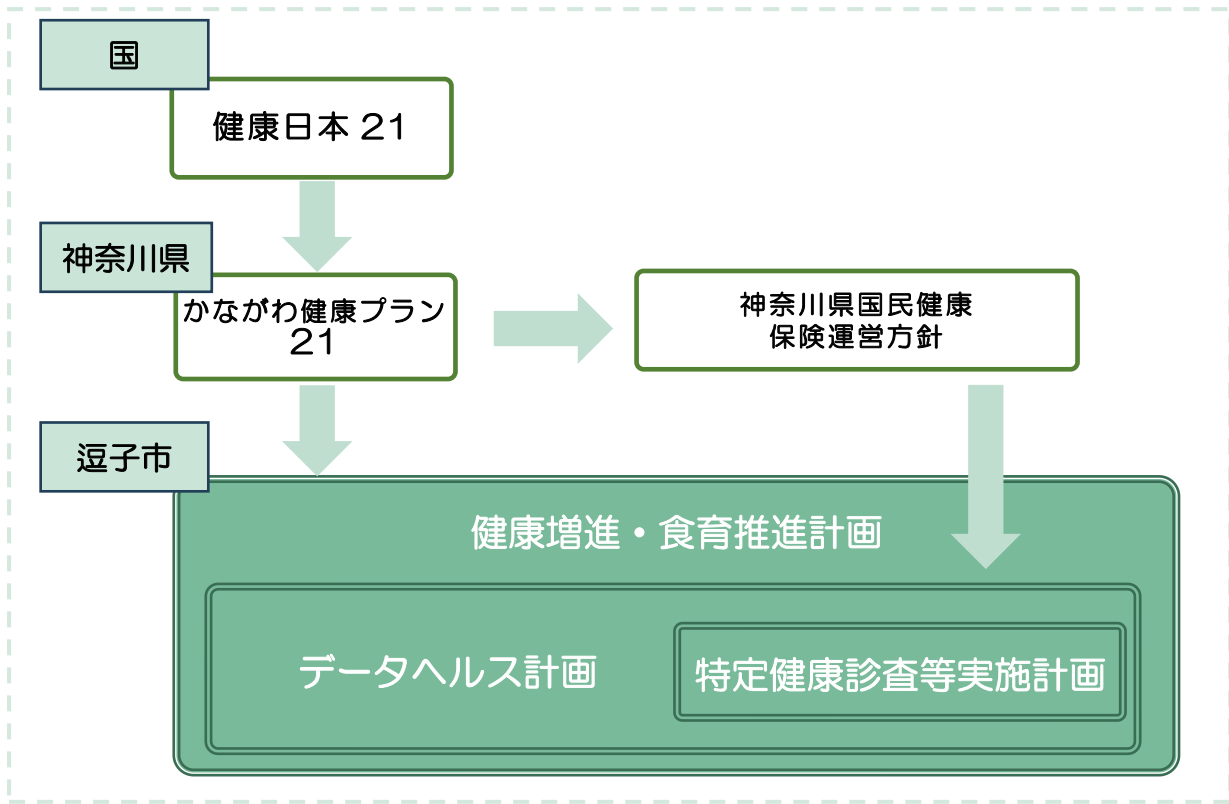 国
健康日本 21
神奈川県
かながわ健康プラン
21
神奈川県国民健康
保険運営方針
逗子市
健康増進・食育推進計画
データヘルス計画
特定健康診査等実施計画